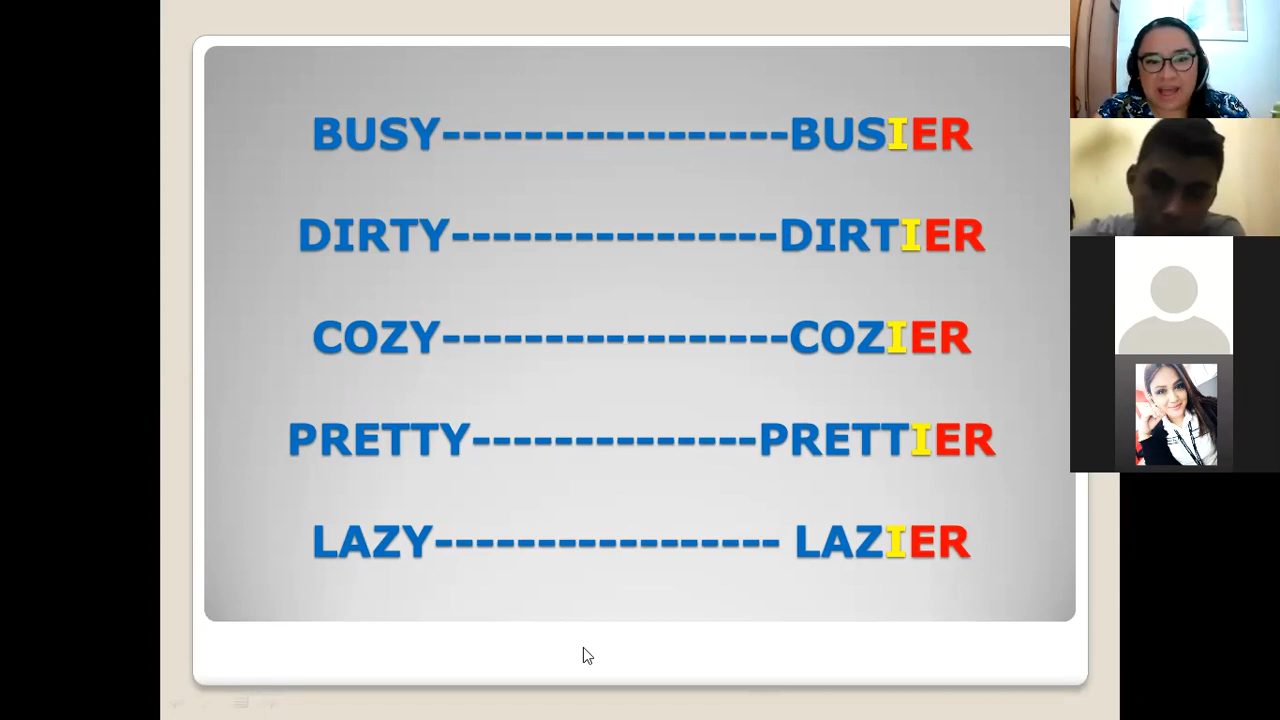 BUSY-----------------BUSIER
DIRTY----------------DIRTIER
COZY-----------------COZIER
PRETTY--------------PRETTIER
LAZY----------------- LAZIER